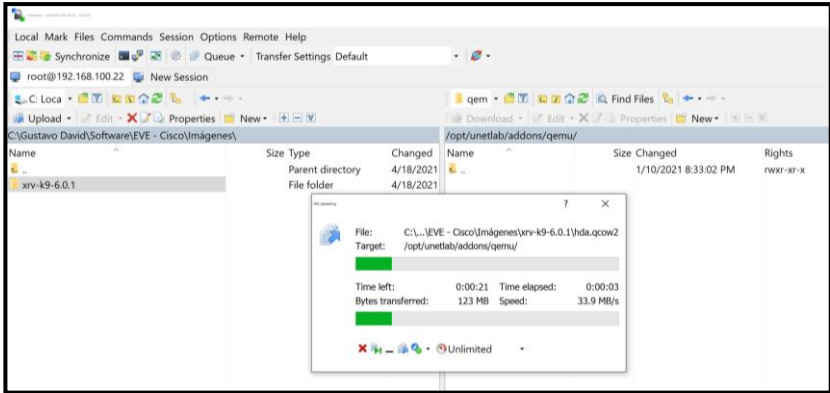 Local Mark Files Commands Session Options Remote Help
Synchronize Queue Transfer Settings Default
root@192.168.100.22 New Session
C: Loca
Upload Edit Properties New
C:\Gustavo David\Software\EVE - Cisco\Imágenes\
Name Size Type Changed
.. Parent directory 4/18/2021
xrv-k9-6.0.1 File folder 4/18/2021
qem Find Files
Download Edit Properties New
/opt/unetlab/addons/qemu/
Name Size Changed Rights
.. 1/10/2021 8:33:02 PM rwxr-xr-x
? ×
File: C:\...\EVE - Cisco\Imágenes\xrv-k9-6.0.1\hda.qcow2
Target: /opt/unetlab/addons/qemu/
Time left: 0:00:21 Time elapsed: 0:00:03
Bytes transferred: 123 MB Speed: 33.9 MB/s
Unlimited